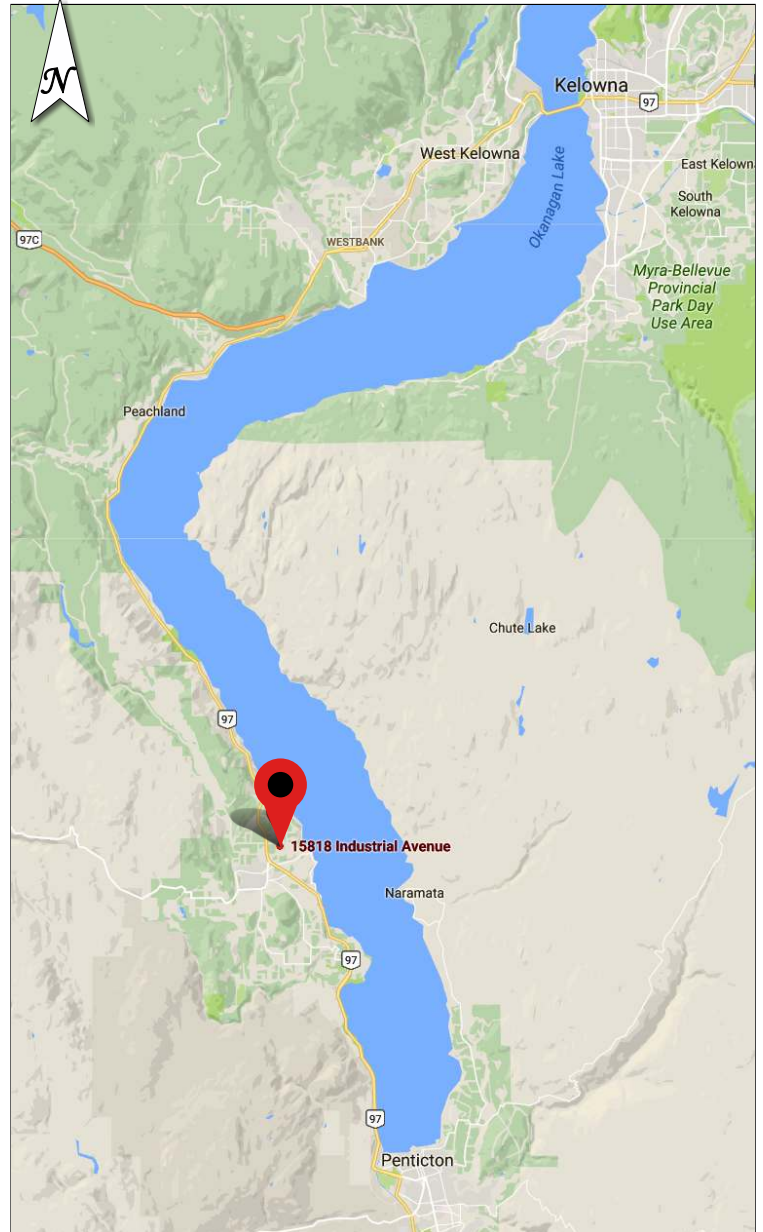 N
Kelowna
97
West Kelowna
East Kelown
South
Kelowna
Okanagan Lake
97C
WESTBANK
Myra-Bellevue
Provincial
Park Day
Use Area
Peachland
Chute Lake
97
15818 Industrial Avenue
Naramata
97
97
Penticton